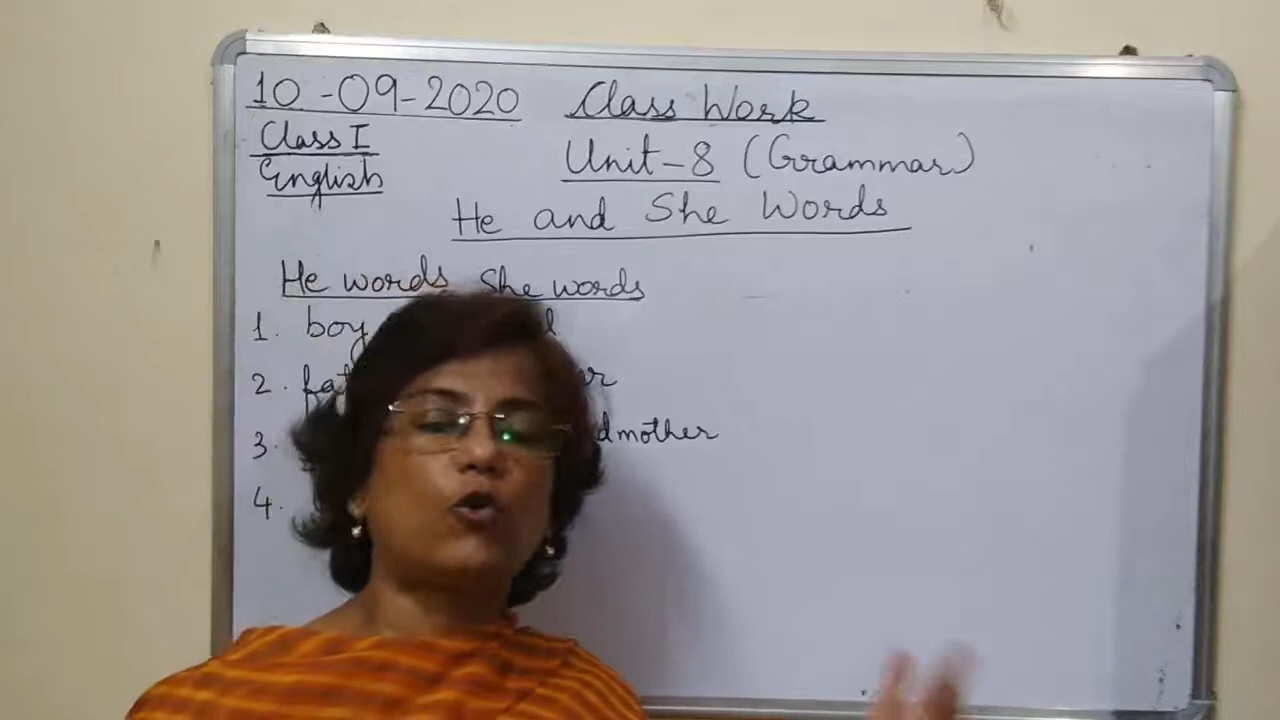 10-09-2020 Class Work
Class I
Unit-8 (Grammar)
English
He and She Words
He words She words
1. boy
2.
3.
4.